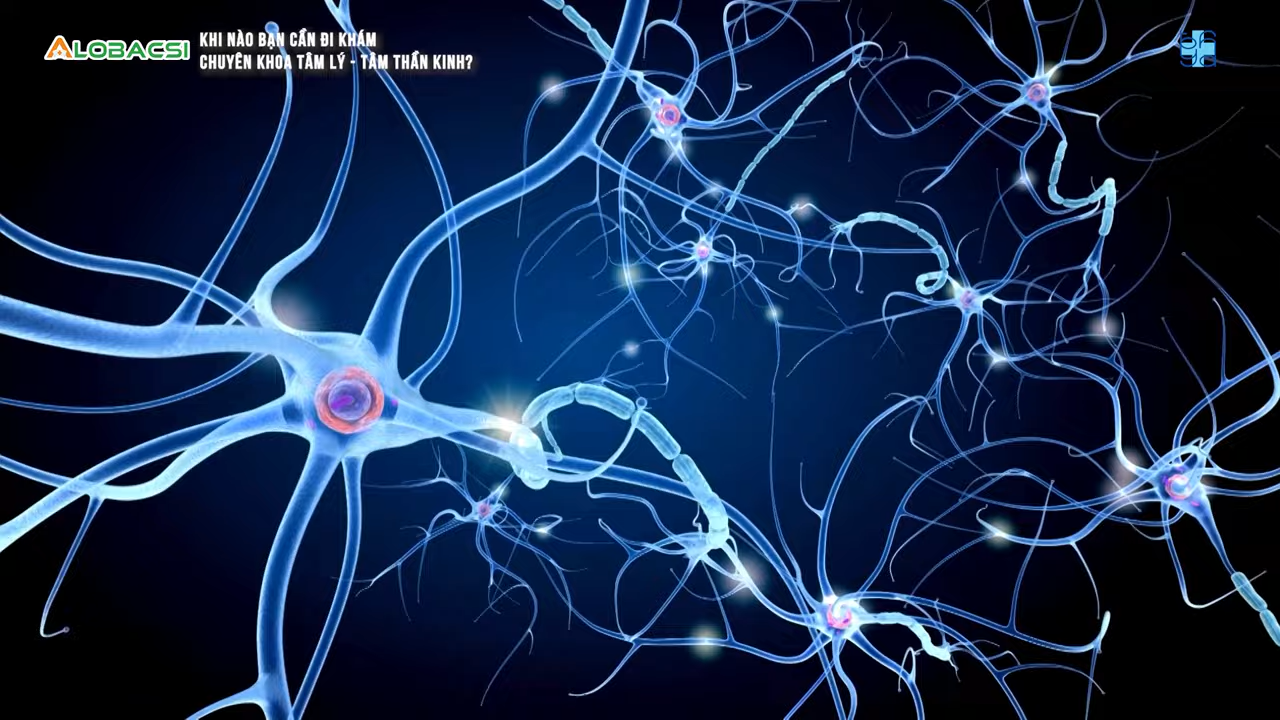 ALOBACSI
KHI NÀO BẠN CẦN ĐI KHÁM
CHUYÊN KHOA TÂM LÝ - TÂM THẦN KINH?